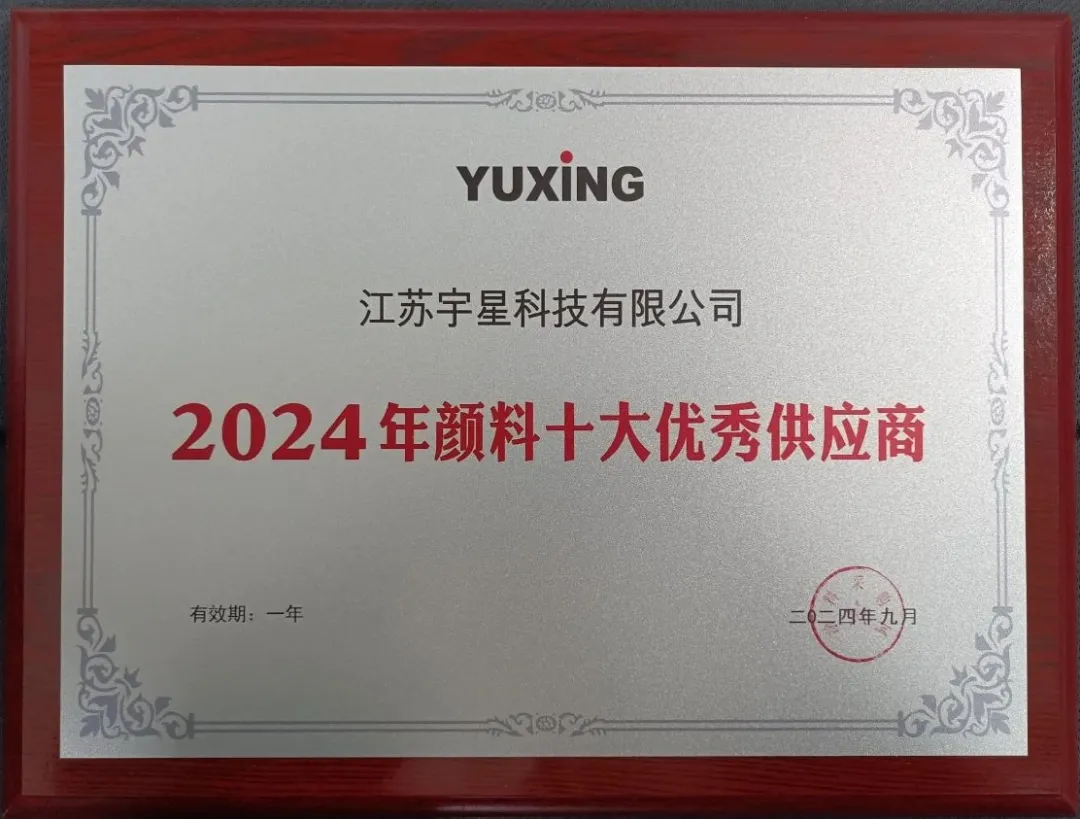 YUXiNG
江苏宇星科技有限公司
2024年颜料十大优秀供应商
有效期：一年
二0二四年九月